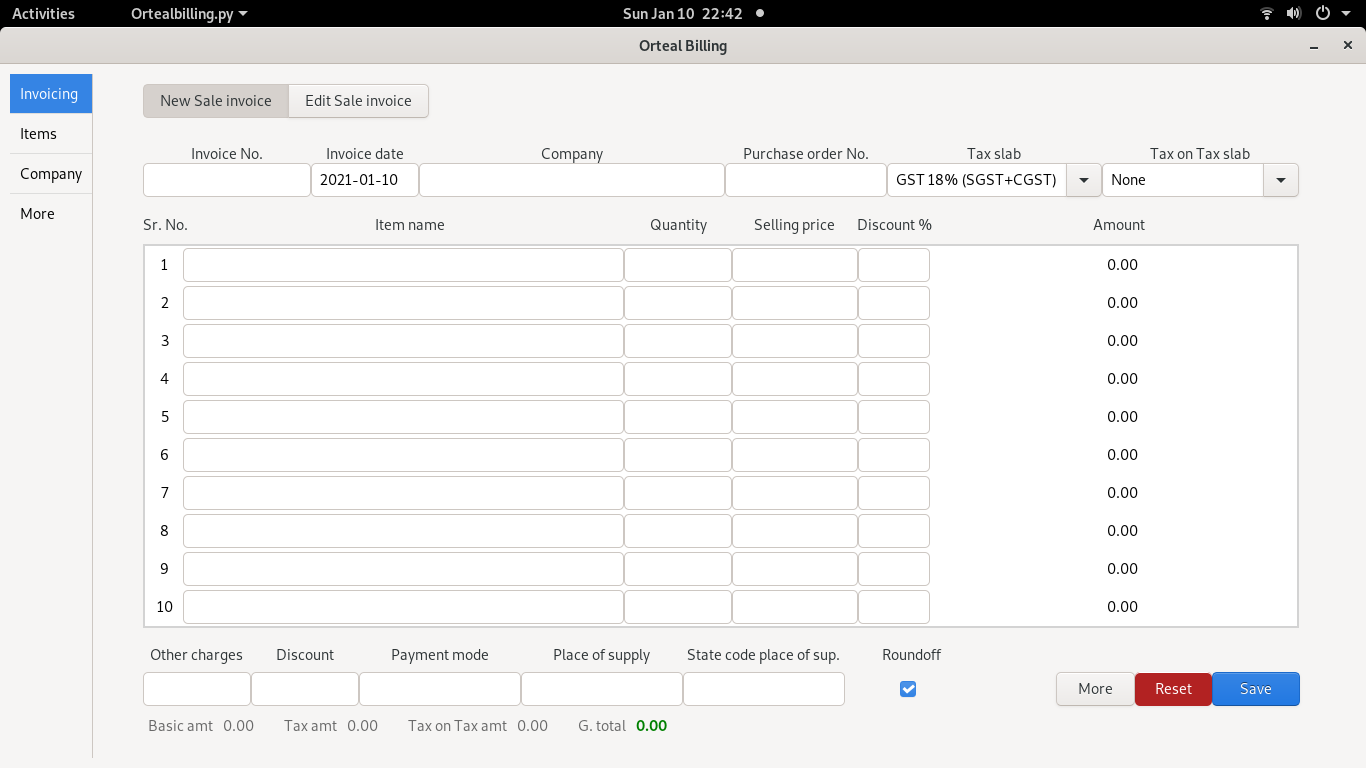 Activities Ortealbilling.py Sun Jan 10 22:42
Orteal Billing
Invoicing
Items
Company
More
New Sale invoice Edit Sale invoice
Invoice No. Invoice date Company Purchase order No. Tax slab Tax on Tax slab
2021-01-10 GST 18% (SGST+CGST) None
Sr. No. Item name Quantity Selling price Discount % Amount
1 0.00
2 0.00
3 0.00
4 0.00
5 0.00
6 0.00
7 0.00
8 0.00
9 0.00
10 0.00
Other charges Discount Payment mode Place of supply State code place of sup. Roundoff
More Reset Save
Basic amt 0.00 Tax amt 0.00 Tax on Tax amt 0.00 G. total 0.00